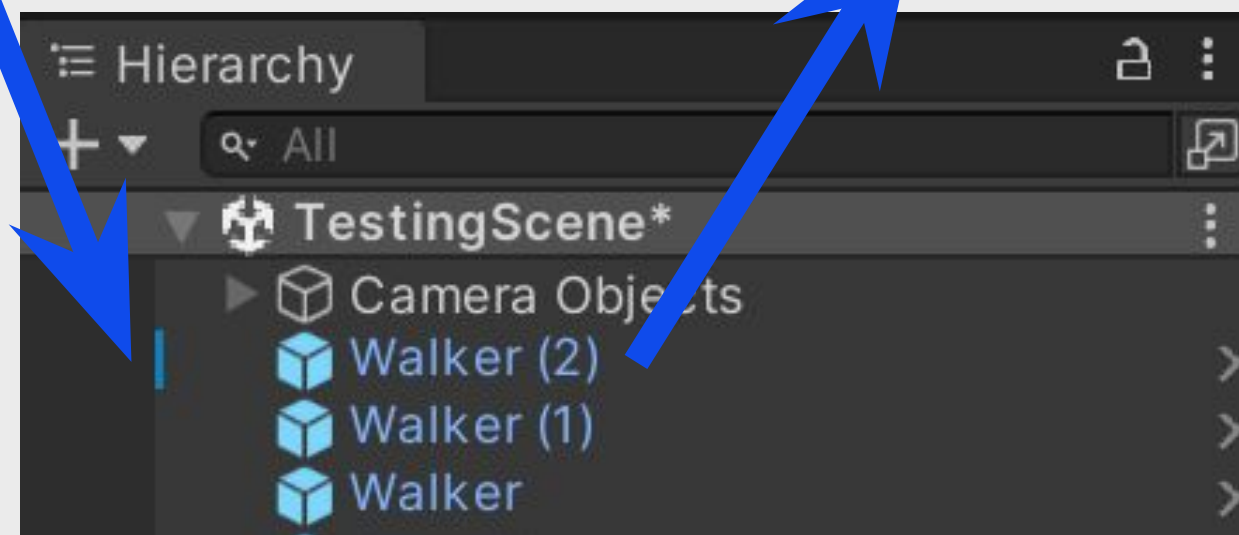 Hierarchy
All
TestingScene*
Camera Objects
Walker (2)
Walker (1)
Walker